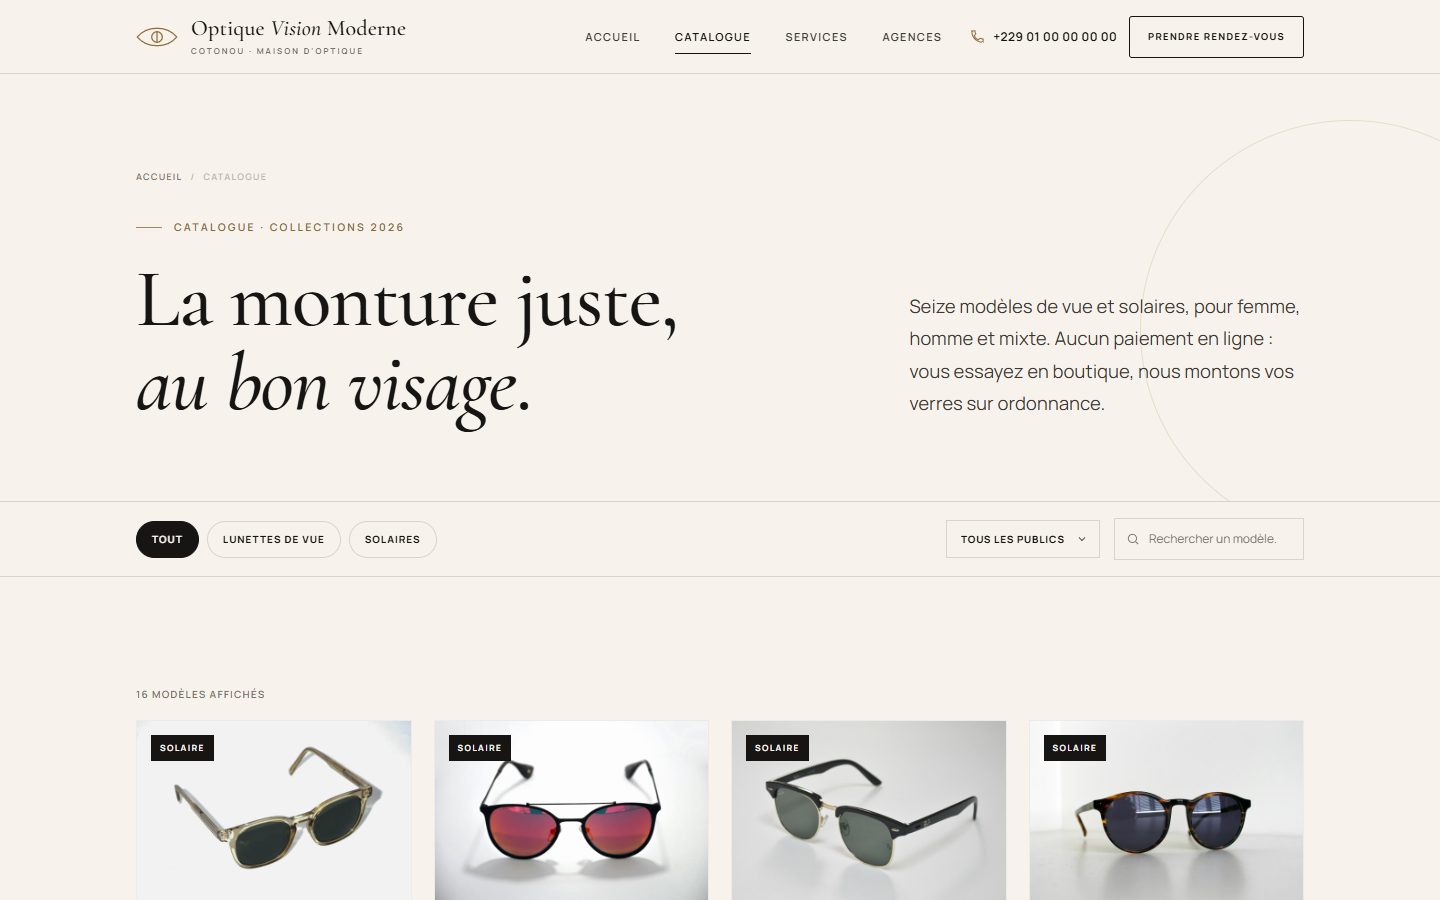 Optique Vision Moderne
COTONOU · MAISON D'OPTIQUE
ACCUEIL
CATALOGUE
SERVICES
AGENCES
+229 01 00 00 00 00
PRENDRE RENDEZ-VOUS
ACCUEIL / CATALOGUE
CATALOGUE · COLLECTIONS 2026
La monture juste,
au bon visage.
Seize modèles de vue et solaires, pour femme,
homme et mixte. Aucun paiement en ligne :
vous essayez en boutique, nous montons vos
verres sur ordonnance.
TOUT
LUNETTES DE VUE
SOLAIRES
TOUS LES PUBLICS
Rechercher un modèle.
16 MODÈLES AFFICHÉS
SOLAIRE
SOLAIRE
SOLAIRE
SOLAIRE